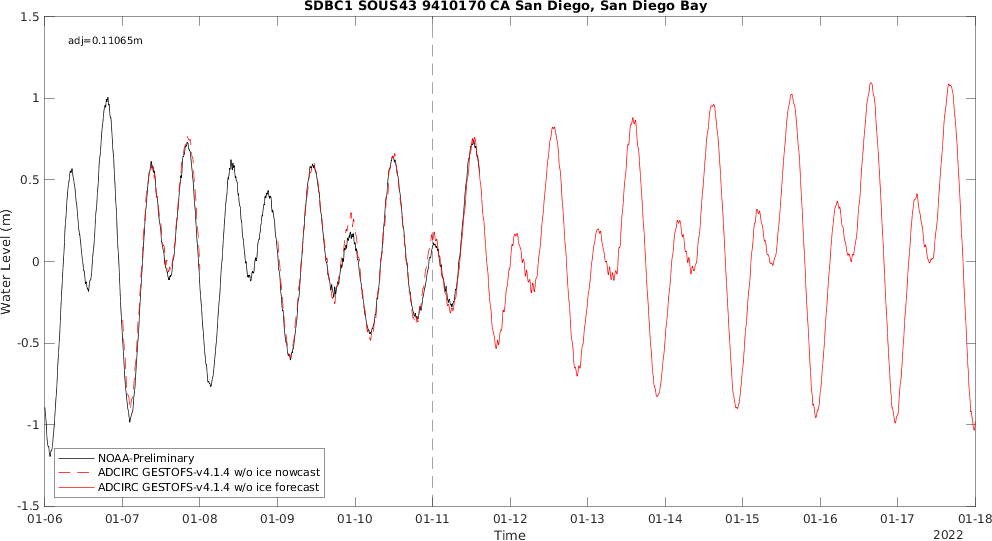 SDBC1 SOUS43 9410170 CA San Diego, San Diego Bay
adj=0.11065m
1.5
1
0.5
0
-0.5
-1
-1.5
Water Level (m)
NOAA-Preliminary
ADCIRC GESTOFS-v4.1.4 w/o ice nowcast
ADCIRC GESTOFS-v4.1.4 w/o ice forecast
01-06 01-07 01-08 01-09 01-10 01-11 01-12 01-13 01-14 01-15 01-16 01-17 01-18
Time
2022